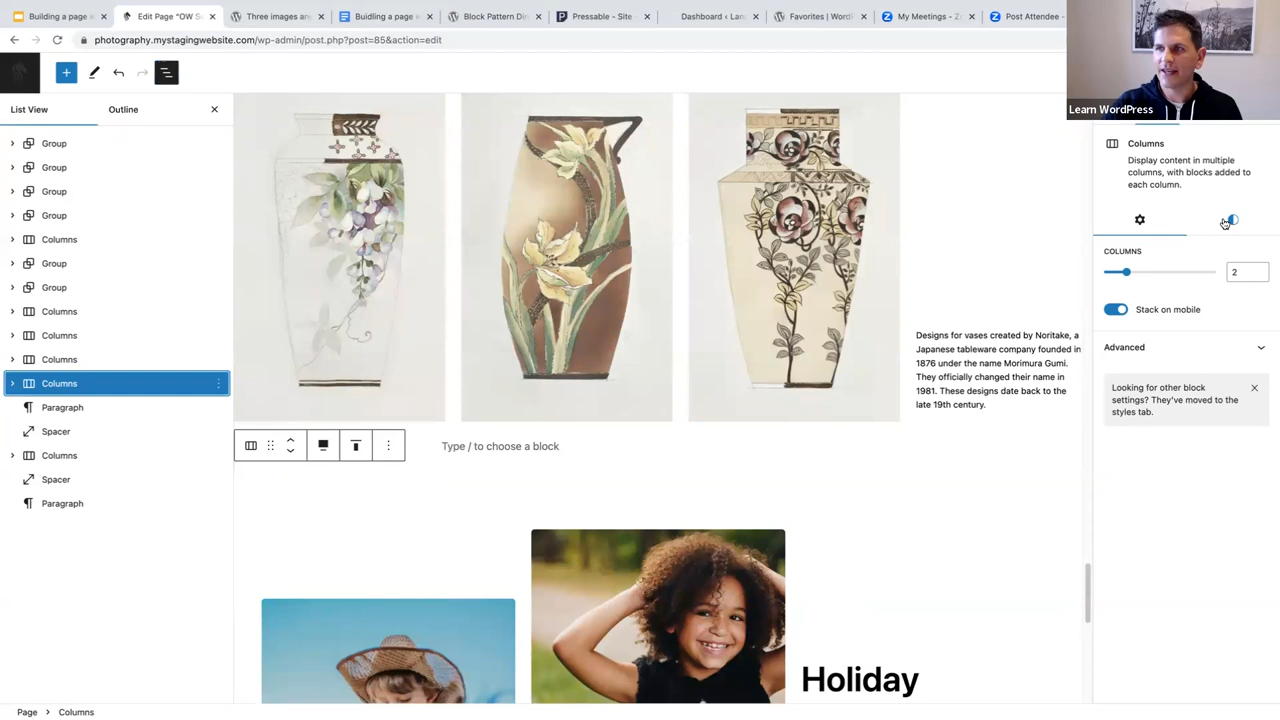 Building a page w
Edit Page “OW S
Three images an
Buidling a page w
Block Pattern Dir
Pressable - Site
Dashboard ‹ Lan
Favorites | Word
My Meetings - Z
Post Attendee
photography.mystagingwebsite.com/wp-admin/post.php?post=85&action=edit
Learn WordPress
List View
Outline
Group
Group
Group
Group
Columns
Group
Group
Columns
Columns
Columns
Columns
Paragraph
Spacer
Columns
Spacer
Paragraph
Designs for vases created by Noritake, a
Japanese tableware company founded in
1876 under the name Morimura Gumi.
They officially changed their name in
1981. These designs date back to the
late 19th century.
Type / to choose a block
Holiday
Columns
Display content in multiple
columns, with blocks added to
each column.
COLUMNS
2
Stack on mobile
Advanced
Looking for other block
settings? They've moved to the
styles tab.
Page
Columns